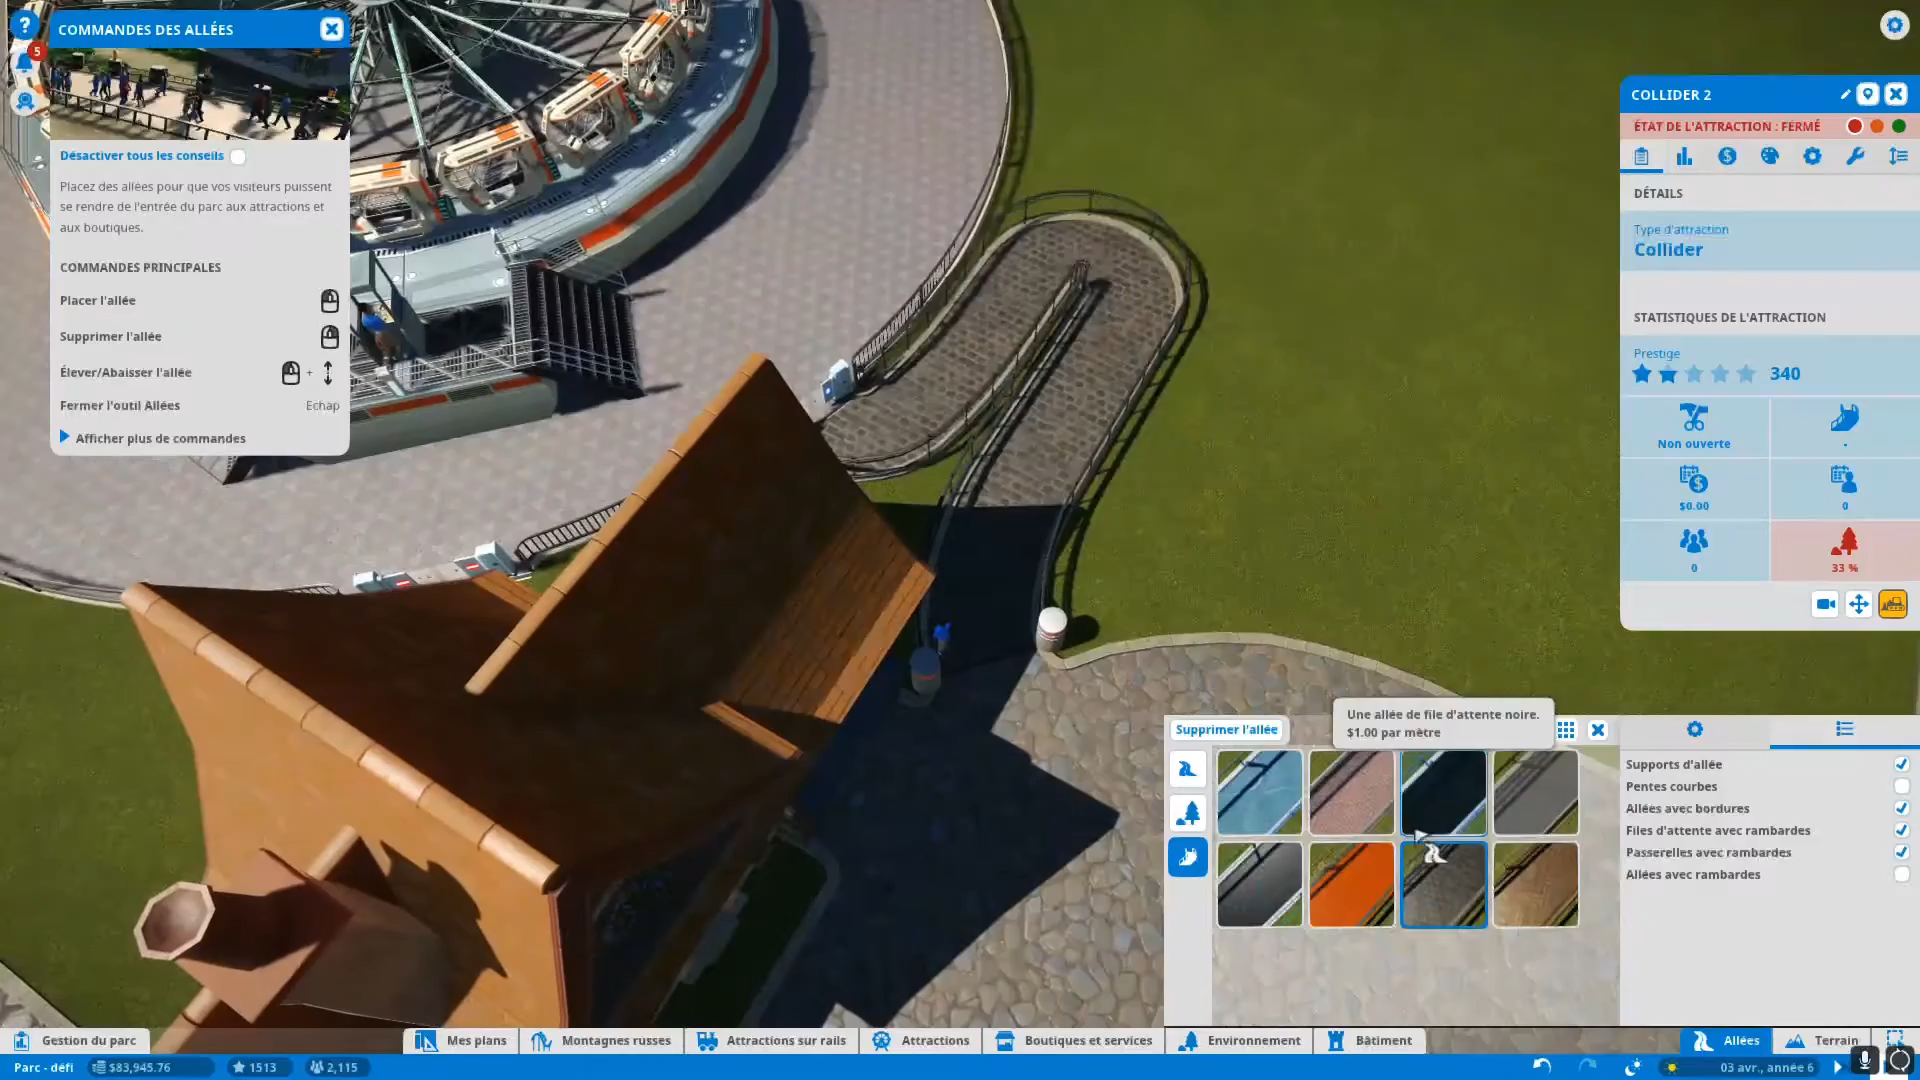 COMMANDES DES ALLÉES
5
Désactiver tous les conseils
Placez des allées pour que vos visiteurs puissent
se rendre de l'entrée du parc aux attractions et
aux boutiques.
COMMANDES PRINCIPALES
Placer l'allée
Supprimer l'allée
Élever/Abaisser l'allée
+
Fermer l'outil Allées
Echap
Afficher plus de commandes
COLLIDER 2
ÉTAT DE L'ATTRACTION : FERMÉ
DÉTAILS
Type d'attraction
Collider
STATISTIQUES DE L'ATTRACTION
Prestige
340
Non ouverte
-
$0.00
0
0
33 %
Supprimer l'allée
Une allée de file d'attente noire.
$1.00 par mètre
Supports d'allée
Pentes courbes
Allées avec bordures
Files d'attente avec rambardes
Passerelles avec rambardes
Allées avec rambardes
Gestion du parc
Mes plans
Montagnes russes
Attractions sur rails
Attractions
Boutiques et services
Environnement
Bâtiment
Allées
Terrain
Parc - défi
$83,945.76
1513
2,115
03 avr., année 6